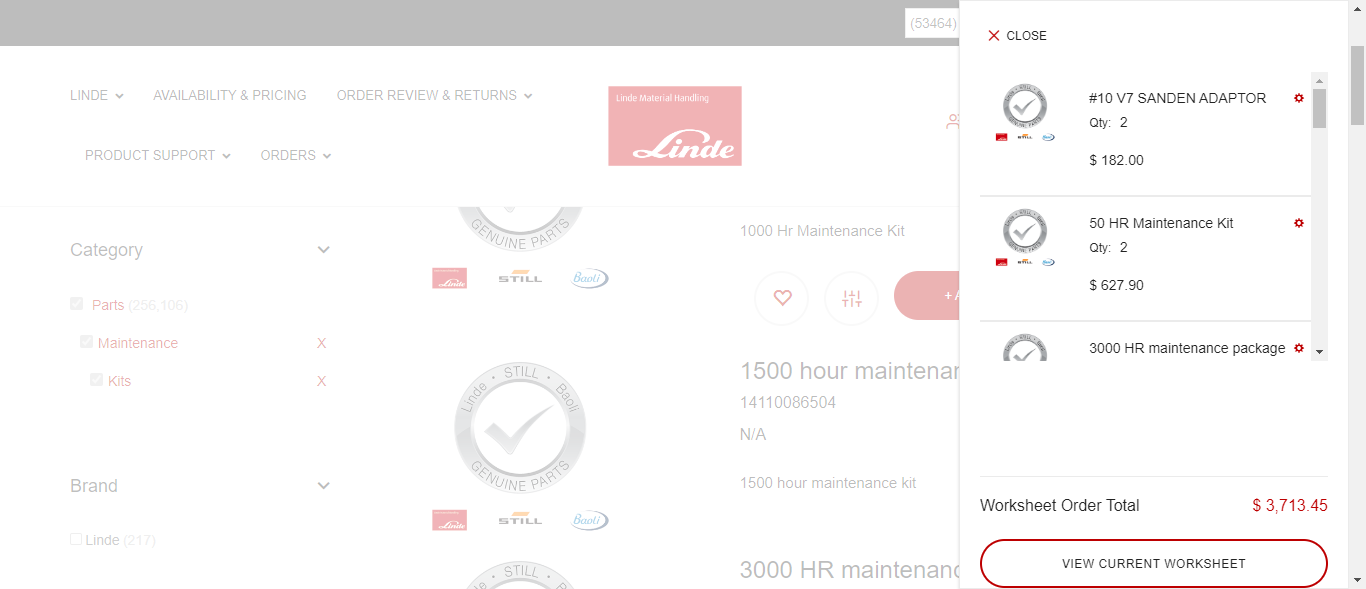 (53464)
LINDE
AVAILABILITY & PRICING
ORDER REVIEW & RETURNS
PRODUCT SUPPORT
ORDERS
Linde Material Handling
Linde
Category
Parts (256,106)
Maintenance X
Kits X
Brand
Linde (217)
GENUINE PARTS
Linde
STILL
Baoli
1000 Hr Maintenance Kit
+ A
Linde • STILL • Baoli
GENUINE PARTS
Linde
STILL
Baoli
1500 hour maintenan
14110086504
N/A
1500 hour maintenance kit
Linde • STILL • Baoli
3000 HR maintenanc
CLOSE
#10 V7 SANDEN ADAPTOR
Qty: 2
$ 182.00
50 HR Maintenance Kit
Qty: 2
$ 627.90
3000 HR maintenance package
Worksheet Order Total $ 3,713.45
VIEW CURRENT WORKSHEET